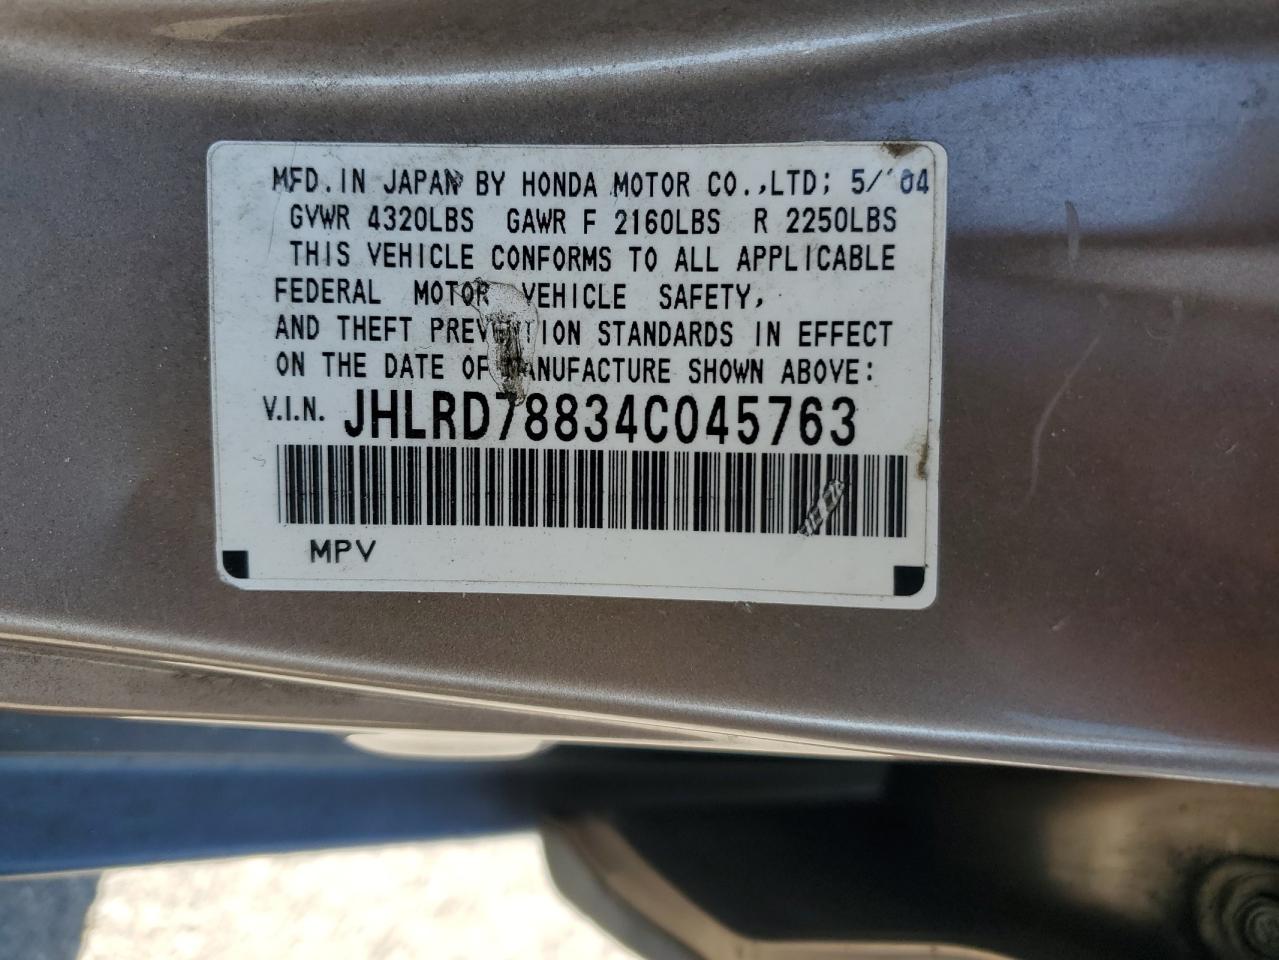 MFD.IN JAPAN BY HONDA MOTOR CO.,LTD; 5/'04
GVWR 4320LBS GAWR F 2160LBS R 2250LBS
THIS VEHICLE CONFORMS TO ALL APPLICABLE
FEDERAL MOTOR VEHICLE SAFETY,
AND THEFT PREVENTION STANDARDS IN EFFECT
ON THE DATE OF MANUFACTURE SHOWN ABOVE:
V.I.N. JHLRD78834C045763
MPV